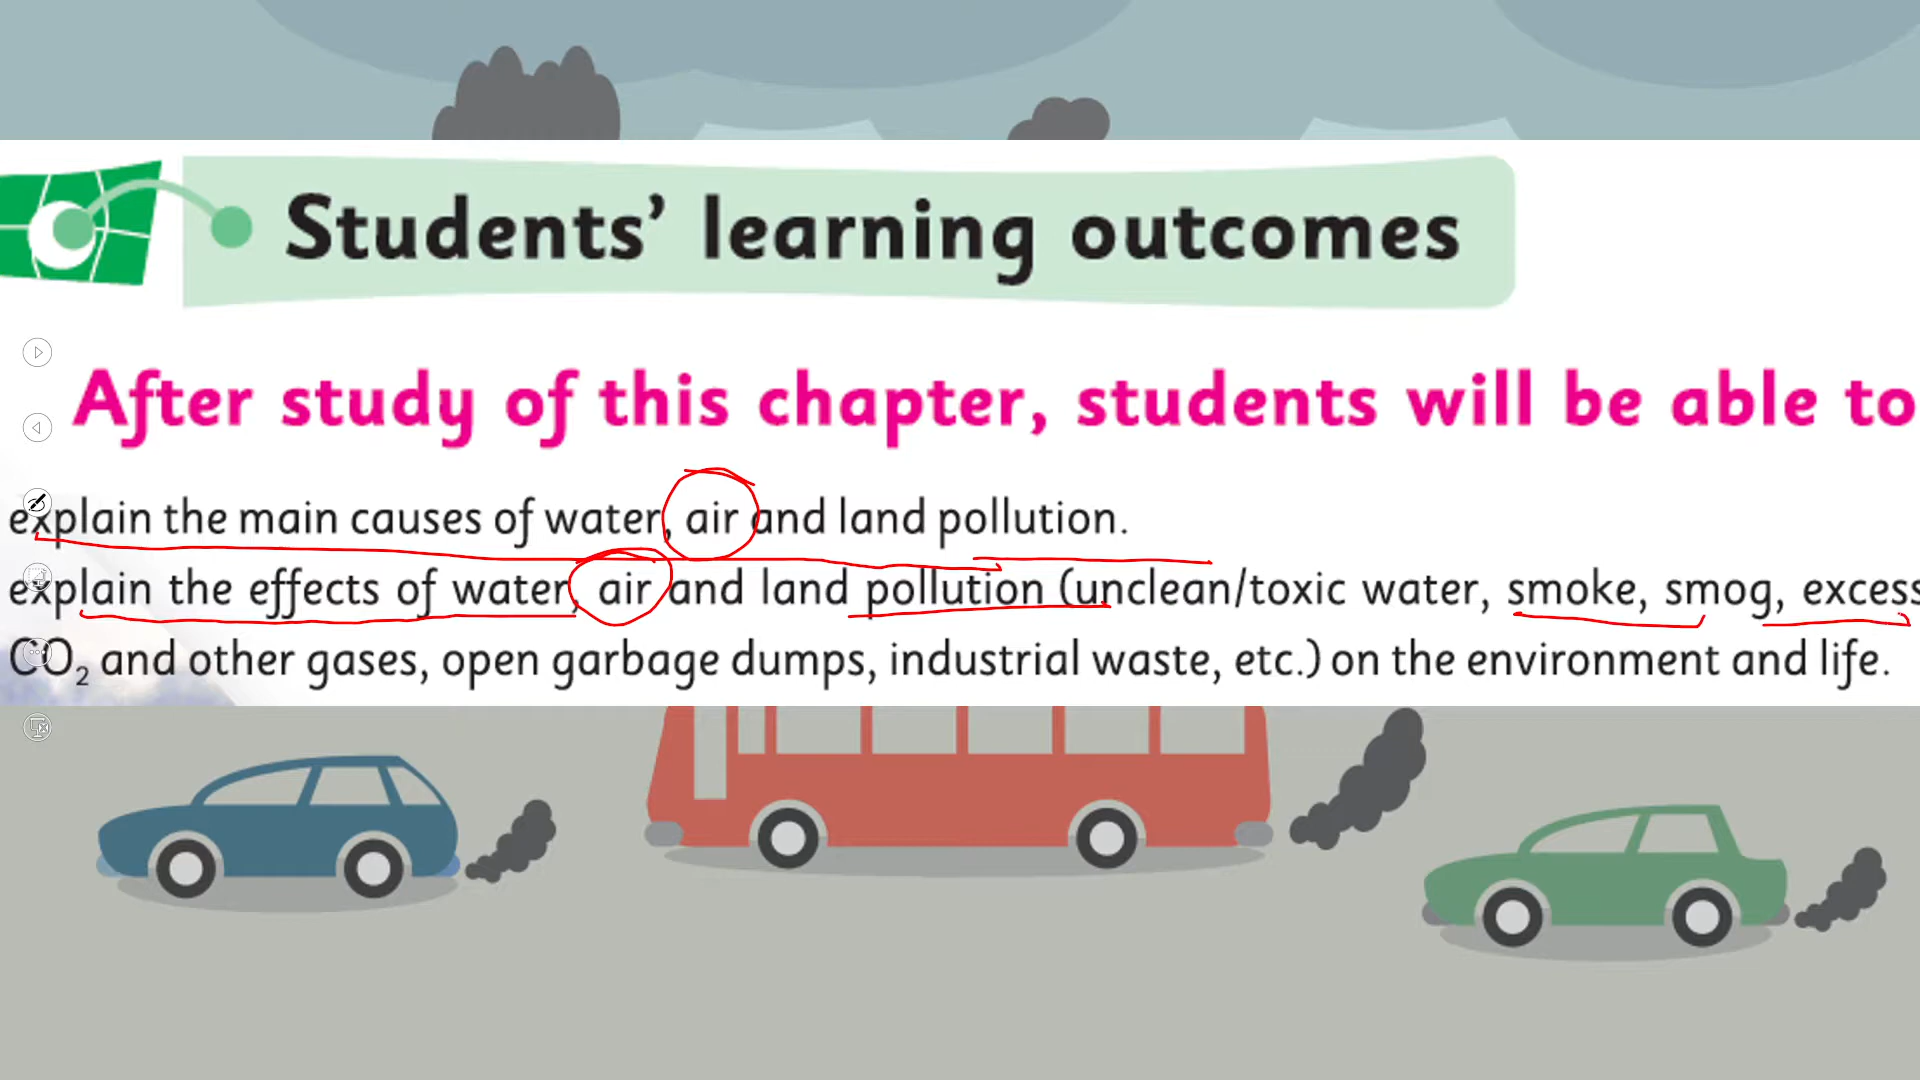 Students’ learning outcomes
After study of this chapter, students will be able to
explain the main causes of water, air and land pollution.
explain the effects of water, air and land pollution (unclean/toxic water, smoke, smog, excess
CO₂ and other gases, open garbage dumps, industrial waste, etc.) on the environment and life.